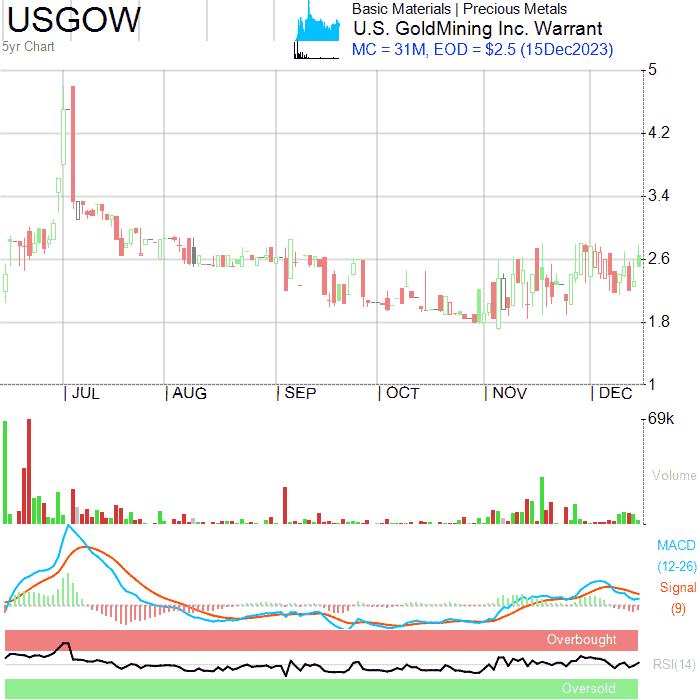 USGOW
Basic Materials | Precious Metals
U.S. GoldMining Inc. Warrant
MC = 31M, EOD = $2.5 (15Dec2023)
5yr Chart
5
4.2
3.4
2.6
1.8
1
JUL AUG SEP OCT NOV DEC
69k
Volume
MACD
(12-26)
Signal
(9)
Overbought
RSI(14)
Oversold